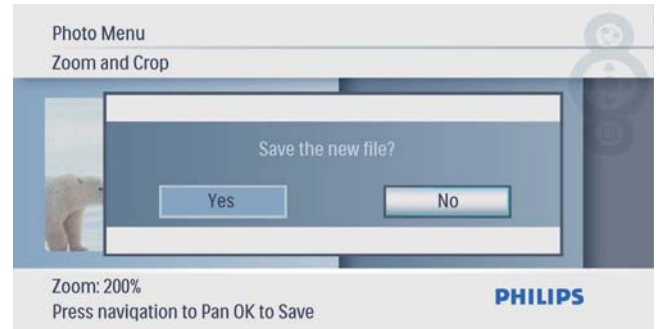 Photo Menu
Zoom and Crop
Save the new file?
Yes
No
Zoom: 200%
Press navigation to Pan OK to Save
PHILIPS